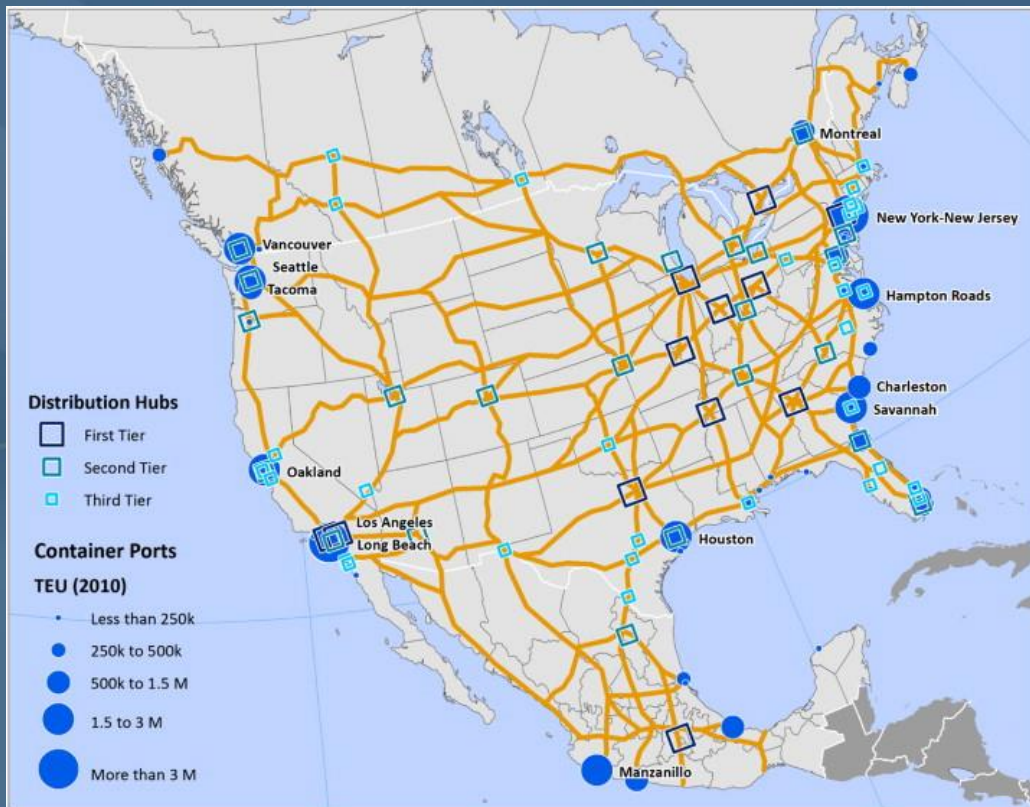 Montreal
New York-New Jersey
Vancouver
Seattle
Tacoma
Hampton Roads
Charleston
Savannah
Oakland
Los Angeles
Long Beach
Houston
Manzanillo
Distribution Hubs
First Tier
Second Tier
Third Tier
Container Ports
TEU (2010)
Less than 250k
250k to 500k
500k to 1.5 M
1.5 to 3 M
More than 3 M